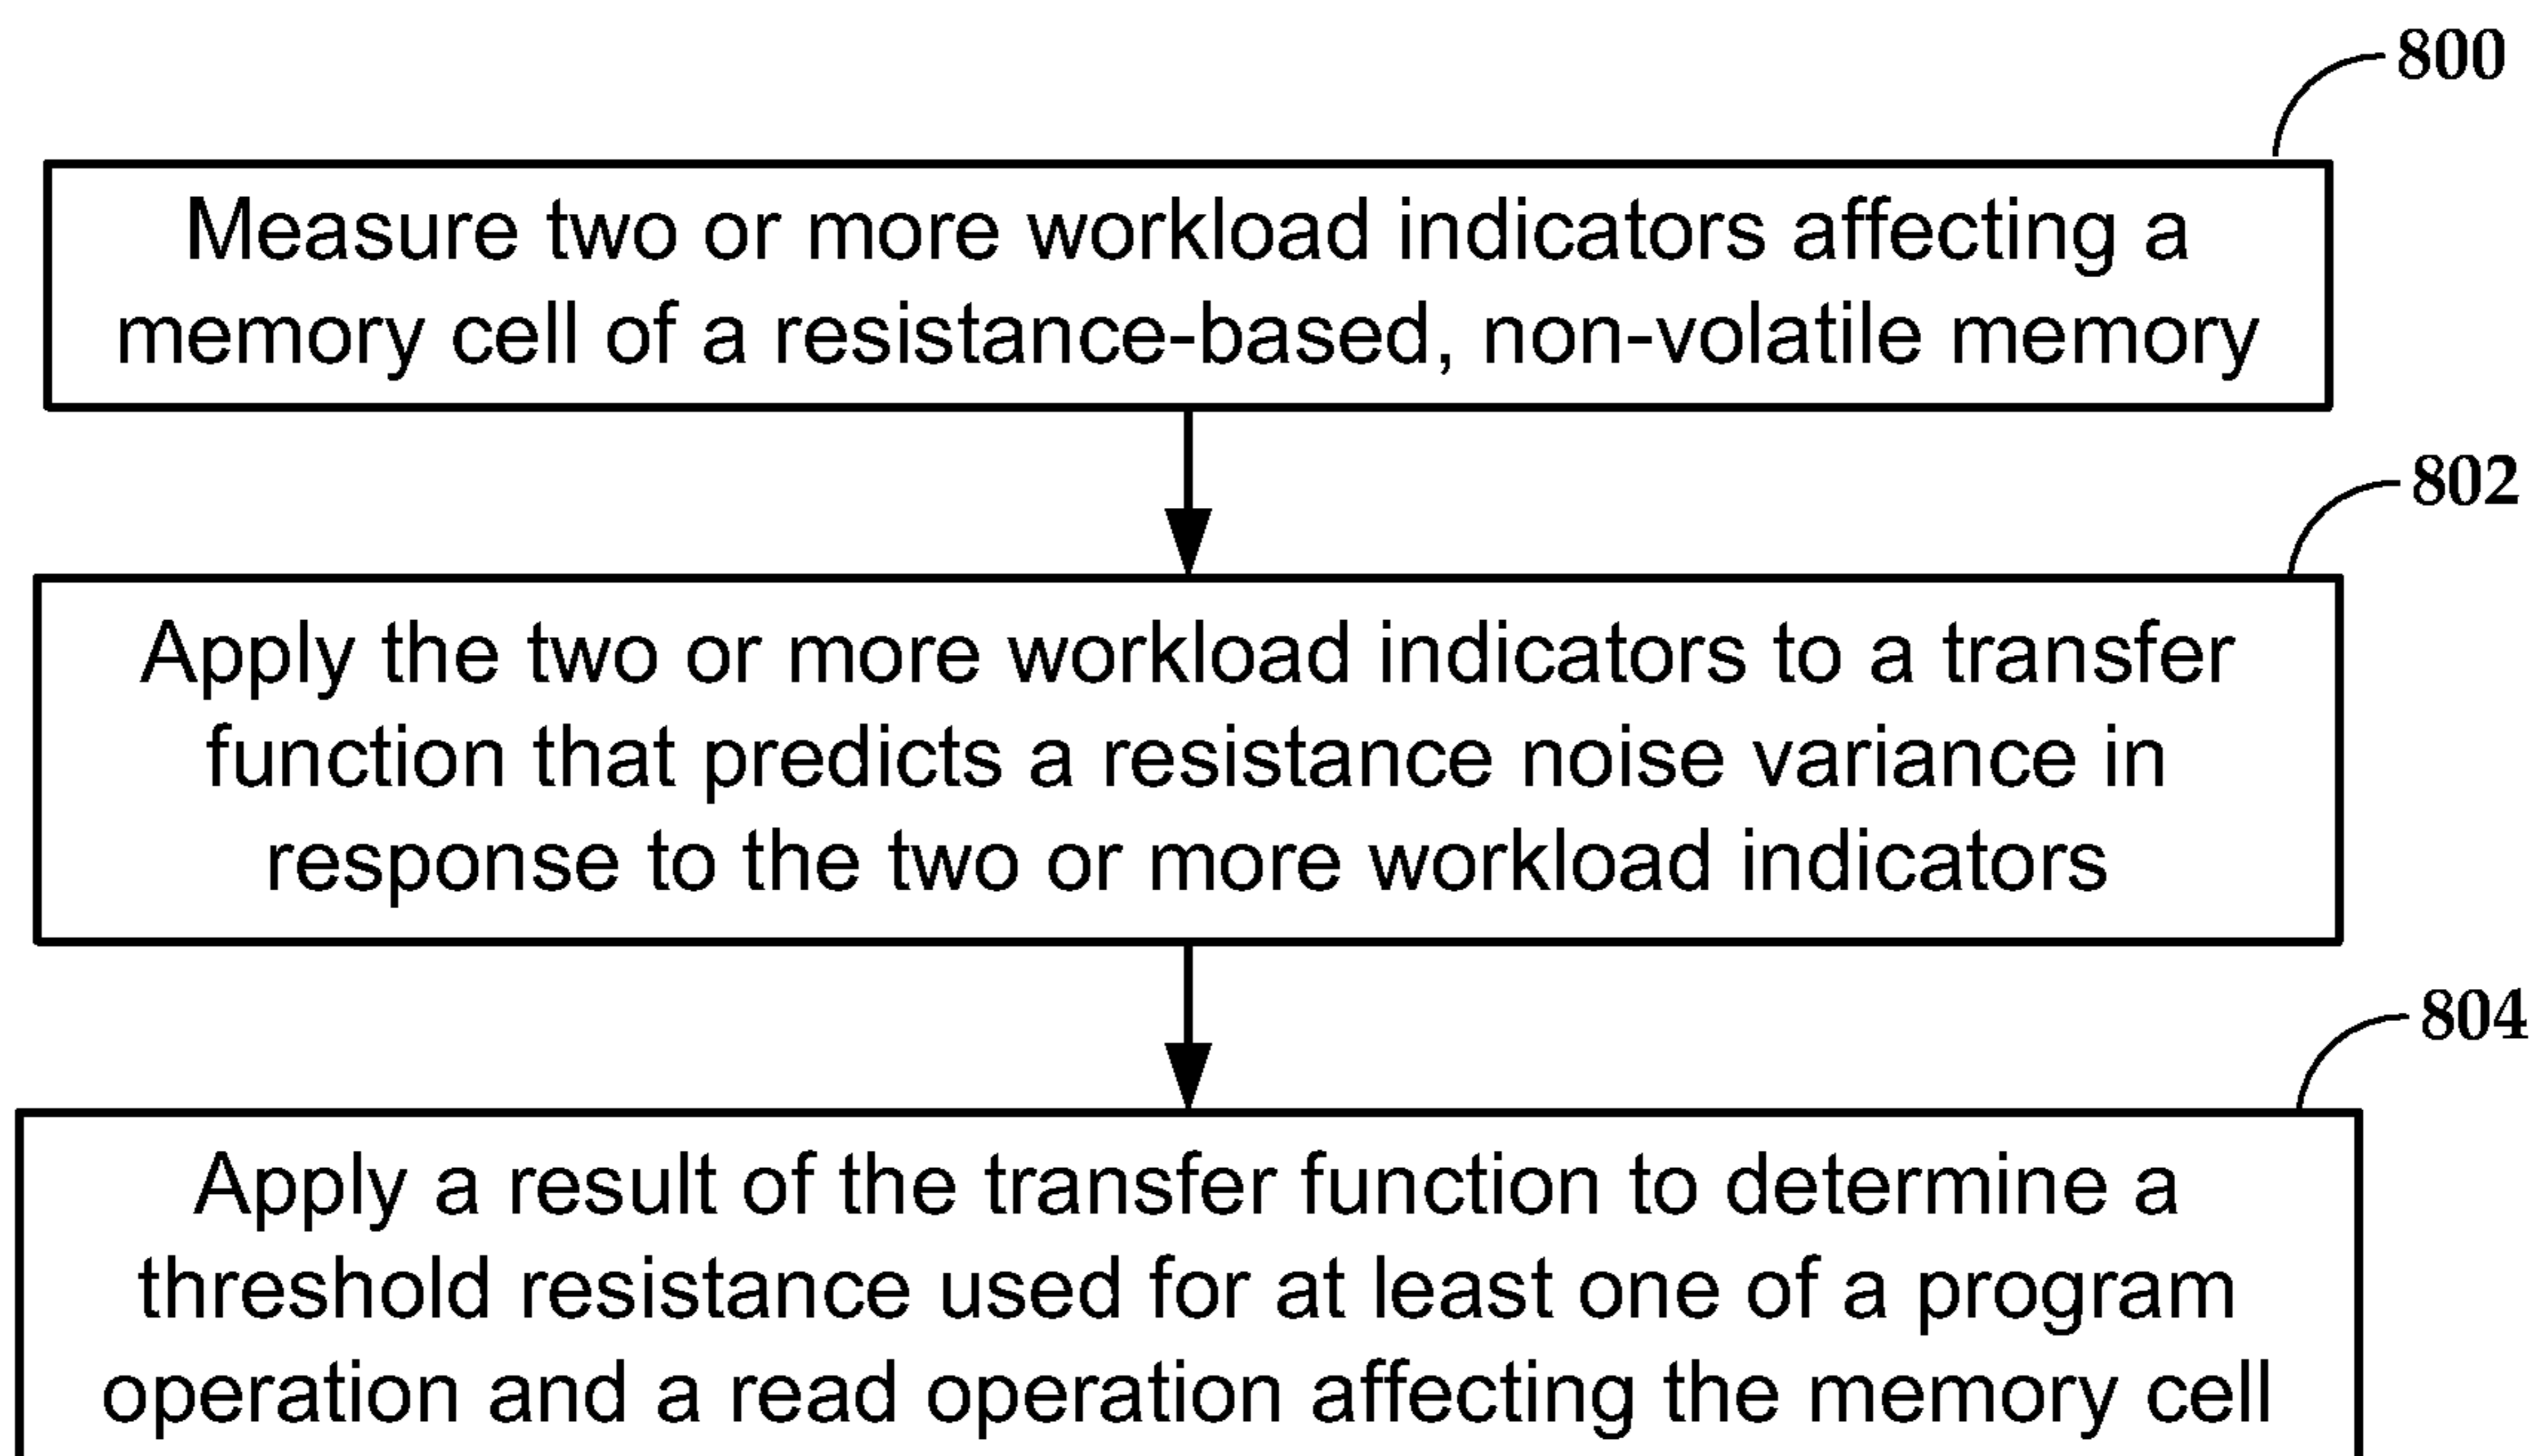 800
Measure two or more workload indicators affecting a
memory cell of a resistance-based, non-volatile memory
802
Apply the two or more workload indicators to a transfer
function that predicts a resistance noise variance in
response to the two or more workload indicators
804
Apply a result of the transfer function to determine a
threshold resistance used for at least one of a program
operation and a read operation affecting the memory cell